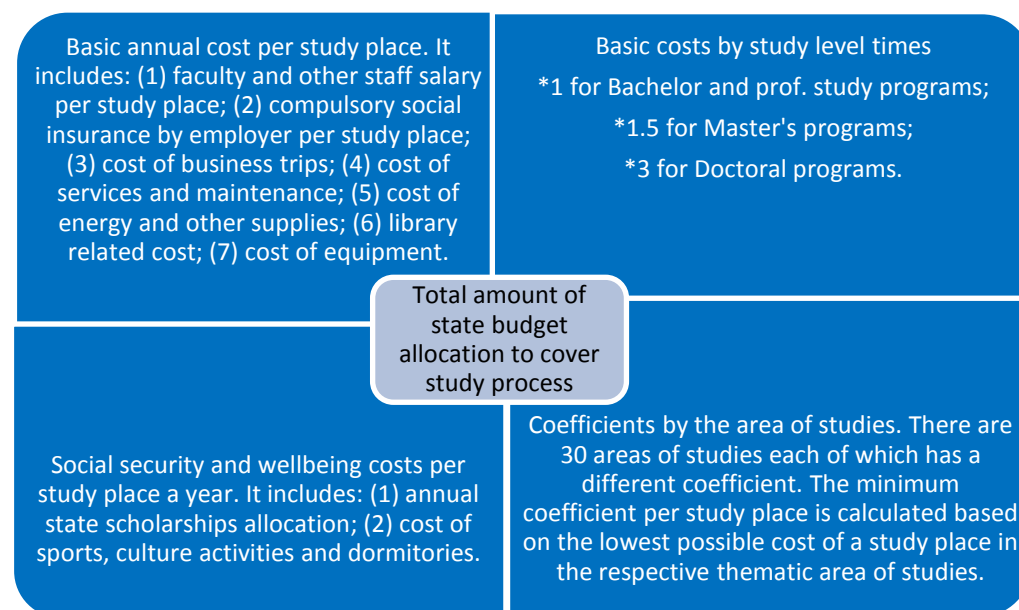 Basic annual cost per study place. It
includes: (1) faculty and other staff salary
per study place; (2) compulsory social
insurance by employer per study place;
(3) cost of business trips; (4) cost of
services and maintenance; (5) cost of
energy and other supplies; (6) library
related cost; (7) cost of equipment.
Basic costs by study level times
*1 for Bachelor and prof. study programs;
*1.5 for Master's programs;
*3 for Doctoral programs.
Total amount of
state budget
allocation to cover
study process
Social security and wellbeing costs per
study place a year. It includes: (1) annual
state scholarships allocation; (2) cost of
sports, culture activities and dormitories.
Coefficients by the area of studies. There are
30 areas of studies each of which has a
different coefficient. The minimum
coefficient per study place is calculated based
on the lowest possible cost of a study place in
the respective thematic area of studies.